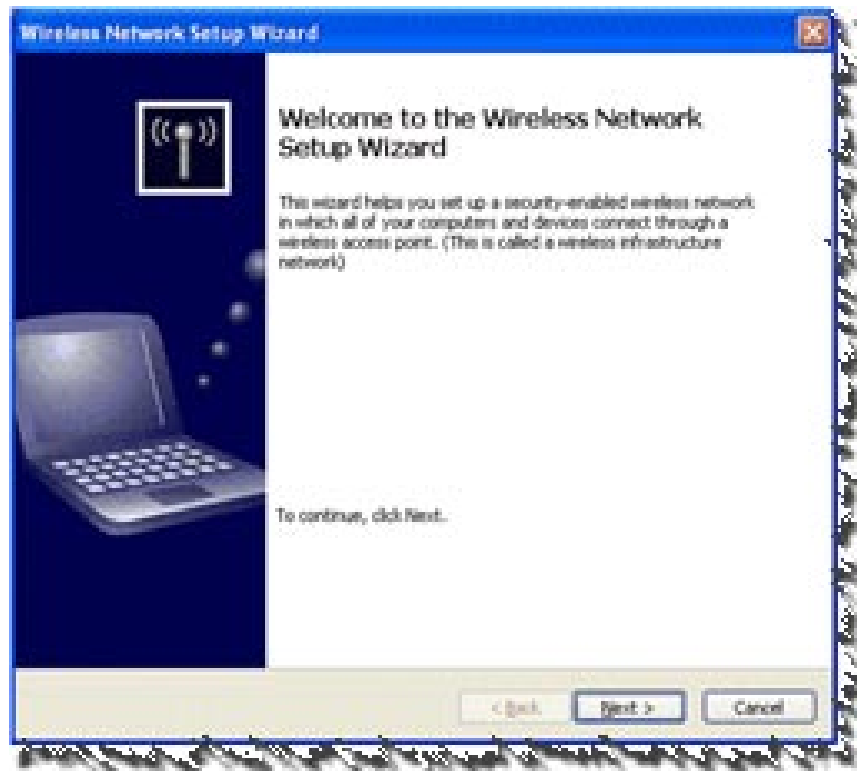 Wireless Network Setup Wizard
Welcome to the Wireless Network
Setup Wizard
This wizard helps you set up a security-enabled wireless network
in which all of your computers and devices connect through a
wireless access point. (This is called a wireless infrastructure
network)
To continue, click Next.
< Back Next > Cancel